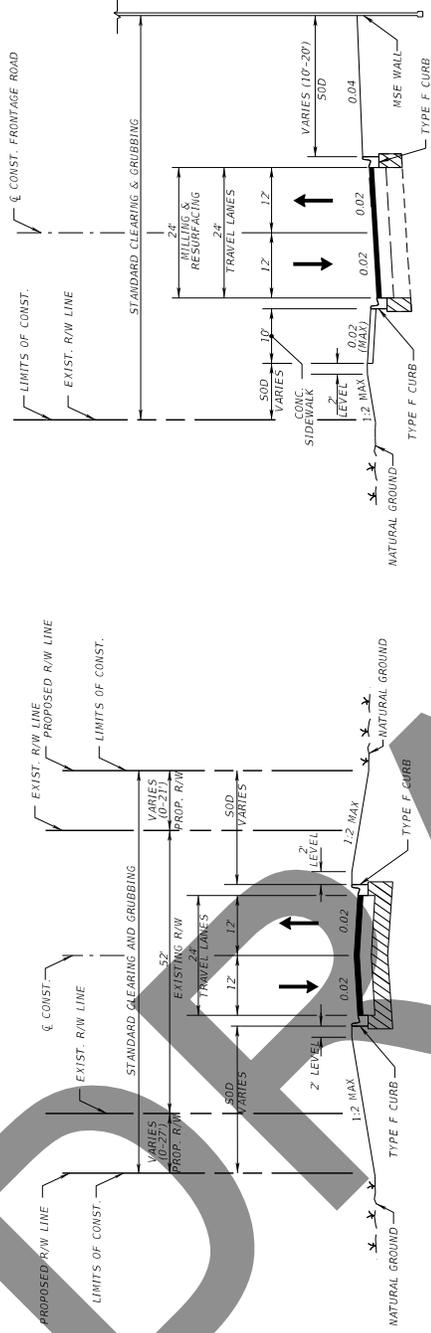 ℄ CONST. FRONTAGE ROAD
LIMITS OF CONST.
EXIST. R/W LINE
STANDARD CLEARING & GRUBBING
24'
MILLING &
RESURFACING
24'
TRAVEL LANES
12'
12'
VARIES (10'-20')
SOD
10'
SOD
VARIES
CONC.
SIDEWALK
2'
LEVEL
1:2 MAX
0.02
(MAX)
0.02
0.02
0.04
MSE WALL
TYPE F CURB
TYPE F CURB
NATURAL GROUND
PROPOSED R/W LINE
LIMITS OF CONST.
EXIST. R/W LINE
℄ CONST.
EXIST. R/W LINE
PROPOSED R/W LINE
LIMITS OF CONST.
STANDARD CLEARING AND GRUBBING
VARIES
(0-27')
PROP. R/W
52'
EXISTING R/W
VARIES
(0-21')
PROP. R/W
24'
TRAVEL LANES
12'
12'
SOD
VARIES
SOD
VARIES
2' LEVEL
2'
LEVEL
1:2 MAX
0.02
0.02
1:2 MAX
TYPE F CURB
TYPE F CURB
NATURAL GROUND
NATURAL GROUND